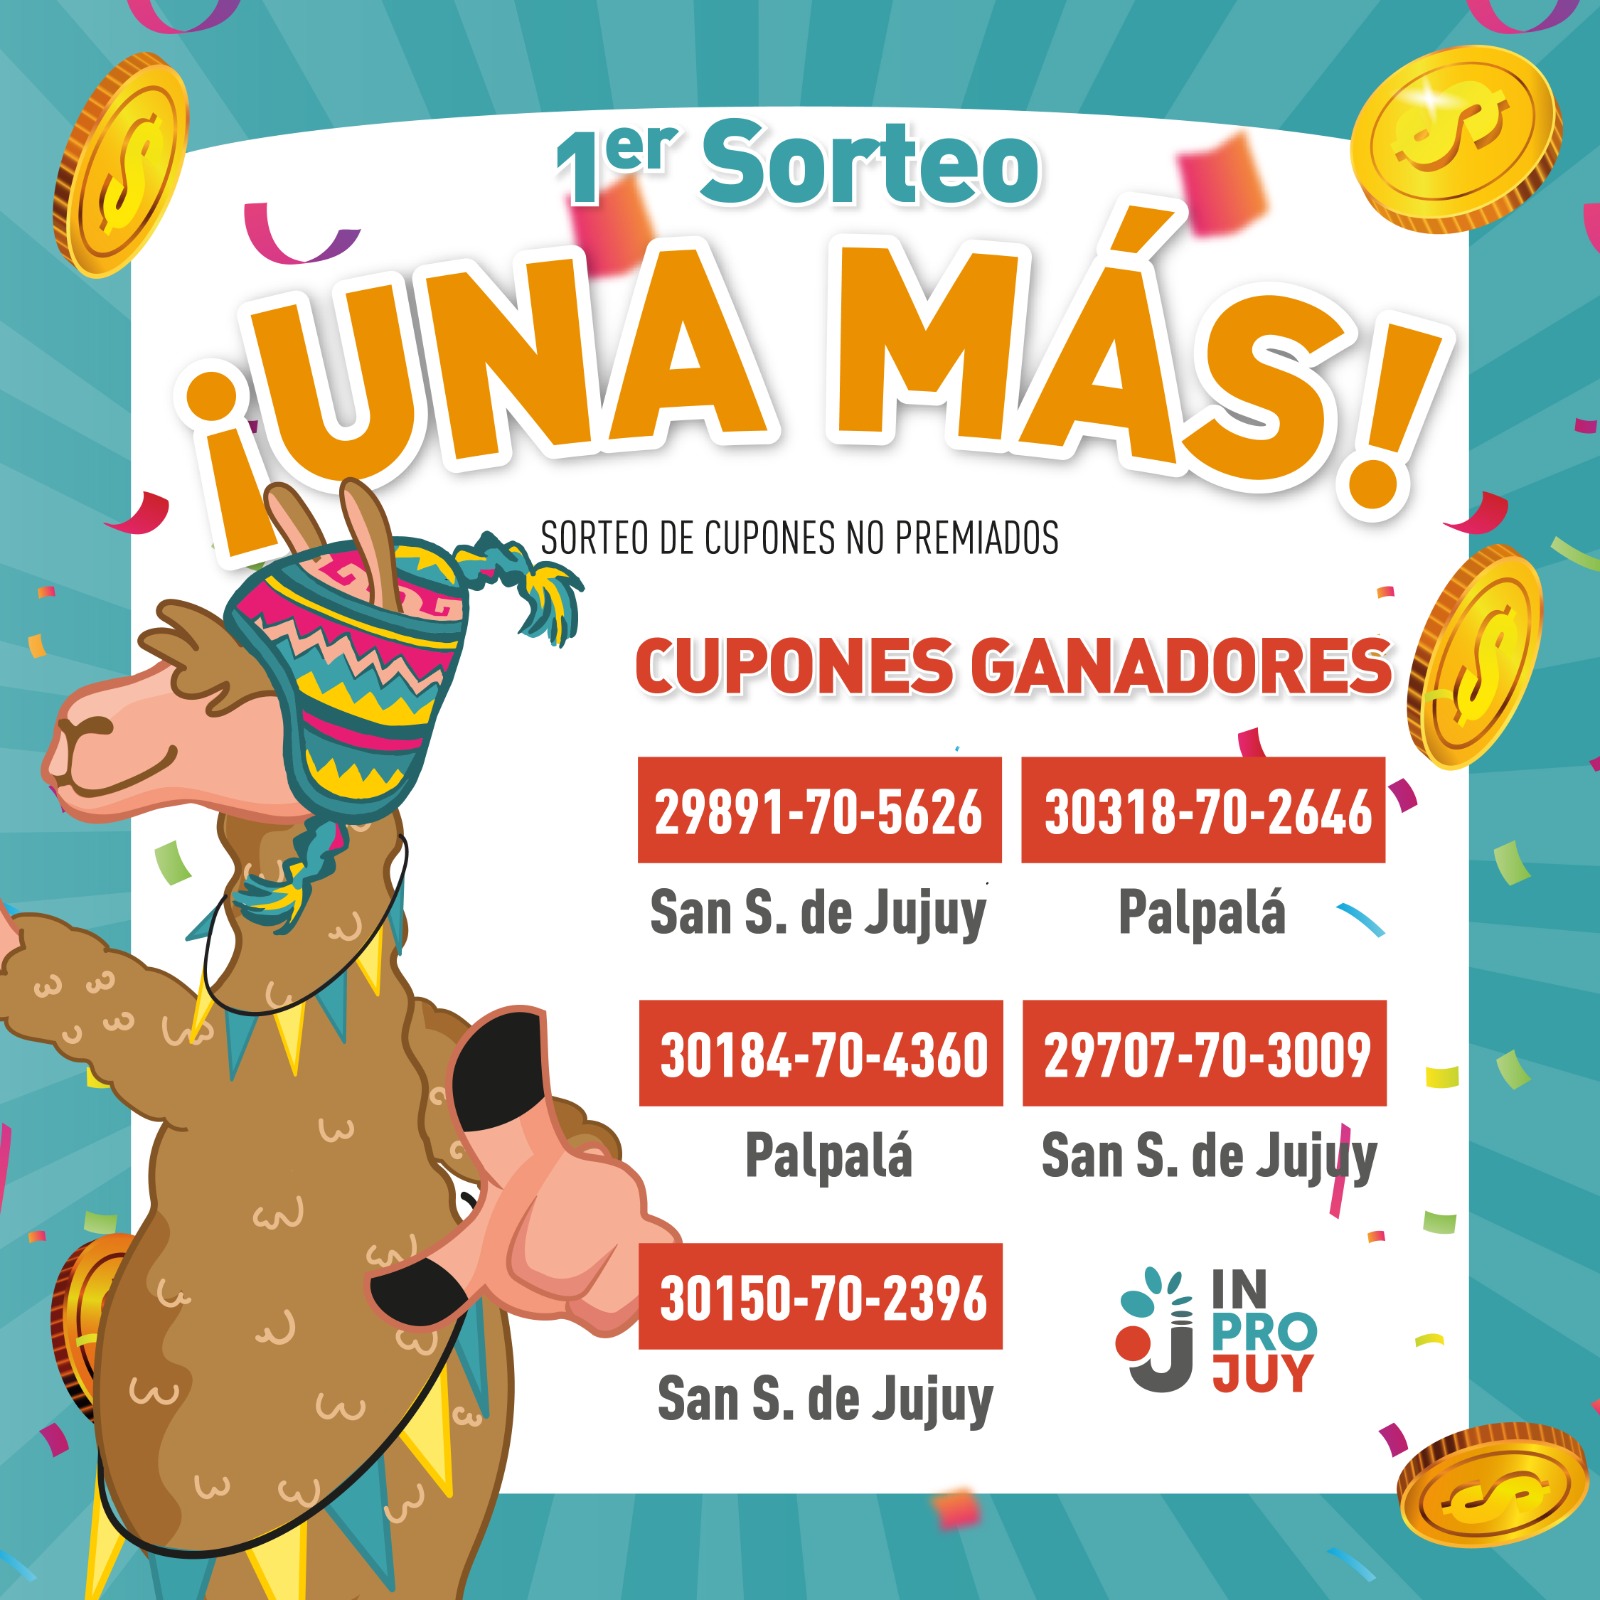 1er Sorteo
¡UNA MÁS!
SORTEO DE CUPONES NO PREMIADOS
CUPONES GANADORES
29891-70-5626
San S. de Jujuy
30318-70-2646
Palpalá
30184-70-4360
Palpalá
29707-70-3009
San S. de Jujuy
30150-70-2396
San S. de Jujuy
IN
PRO
JUY